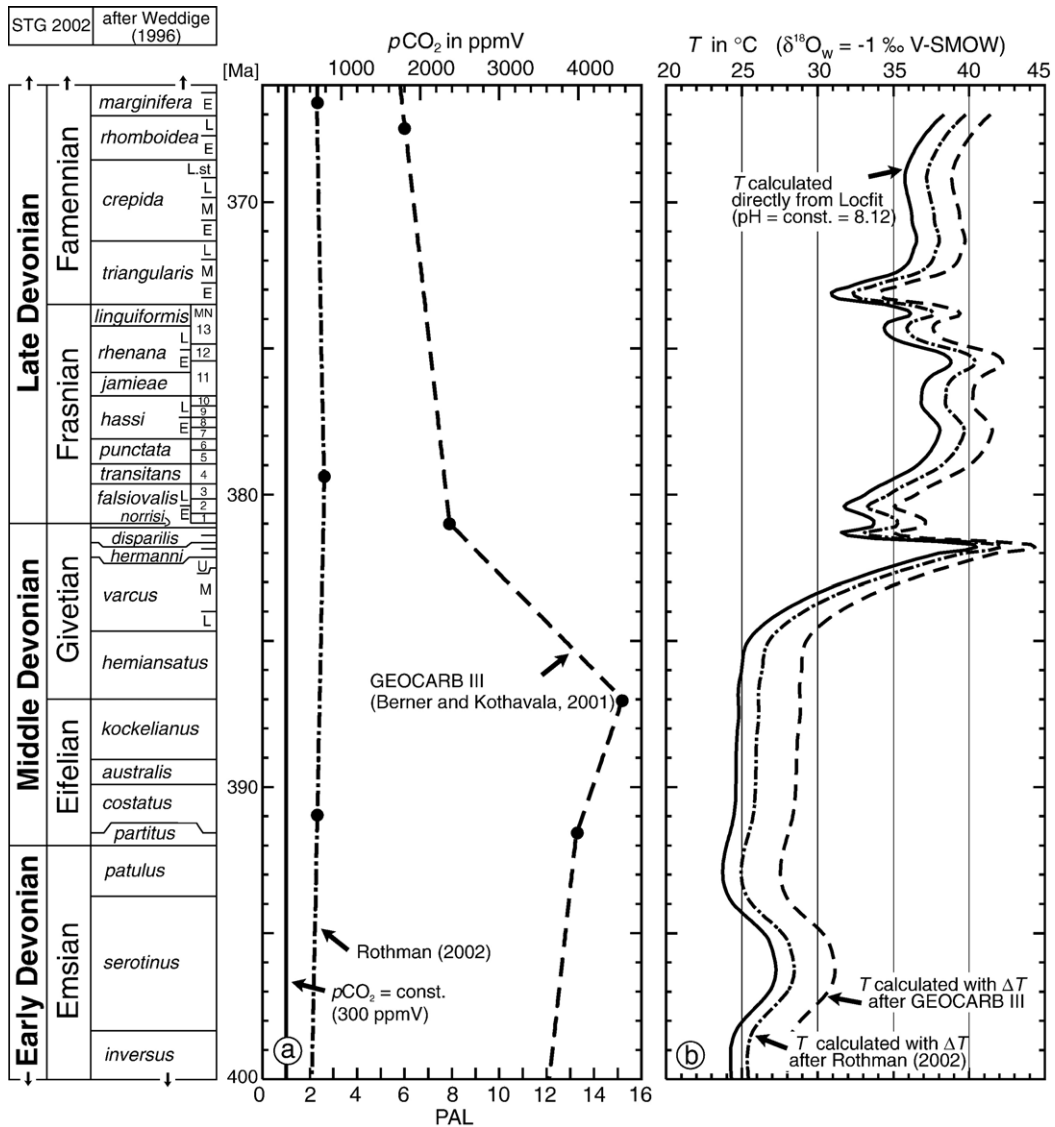 STG 2002
after Weddige
(1996)
pCO₂ in ppmV
1000 2000 3000 4000
[Ma]
T in °C (δ¹⁸Ow = -1 ‰ V-SMOW)
20 25 30 35 40 45
Late Devonian
Middle Devonian
Early Devonian
Famennian
Frasnian
Givetian
Eifelian
Emsian
marginifera E
rhomboidea L
E
L.st
crepida L
M
E
triangularis L
M
E
linguiformis MN
13
rhenana L
E 12
jamieae 11
hassi L 10
9
E 8
7
punctata 6
5
transitans 4
falsiovalis L 3
E 2
norrisi 1
disparilis
hermanni
U
varcus M
L
hemiansatus
kockelianus
australis
costatus
partitus
patulus
serotinus
inversus
370
380
390
400
GEOCARB III
(Berner and Kothavala, 2001)
Rothman (2002)
pCO₂ = const.
(300 ppmV)
a
0 2 4 6 8 10 12 14 16
PAL
T calculated
directly from Locfit
(pH = const. = 8.12)
T calculated with ΔT
after GEOCARB III
T calculated with ΔT
after Rothman (2002)
b
20 25 30 35 40 45